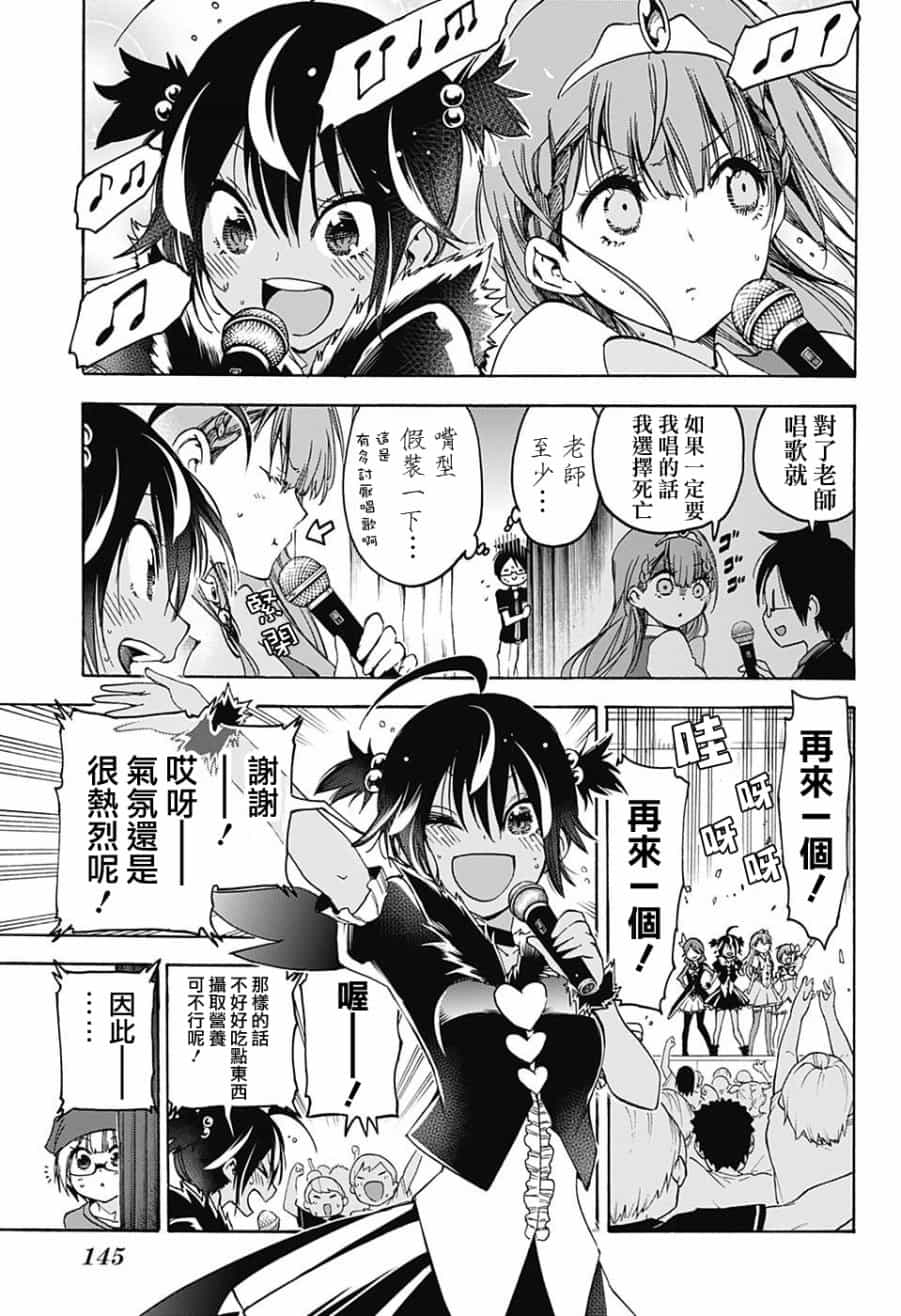 對了老師
唱歌就
如果一定要
我唱的話
我選擇死亡
ゴゴゴ
老師
至少…
嘴型
假裝一下…
這是
有多討厭唱歌啊
緊閉
再來一個！
哇
呀
呀
呀
呀
再來一個！
謝謝
——！
哎呀——
氣氛還是
很熱烈呢！
喔——！
那樣的話
不好好吃點東西
攝取營養
可不行呢！
因此——
……
145